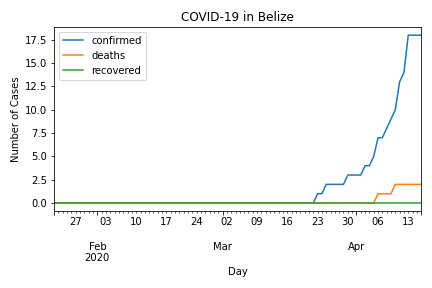 COVID-19 in Belize
confirmed
deaths
recovered
Number of Cases
17.5
15.0
12.5
10.0
7.5
5.0
2.5
0.0
27 03 10 17 24 02 09 16 23 30 06 13
Feb Mar Apr
2020
Day